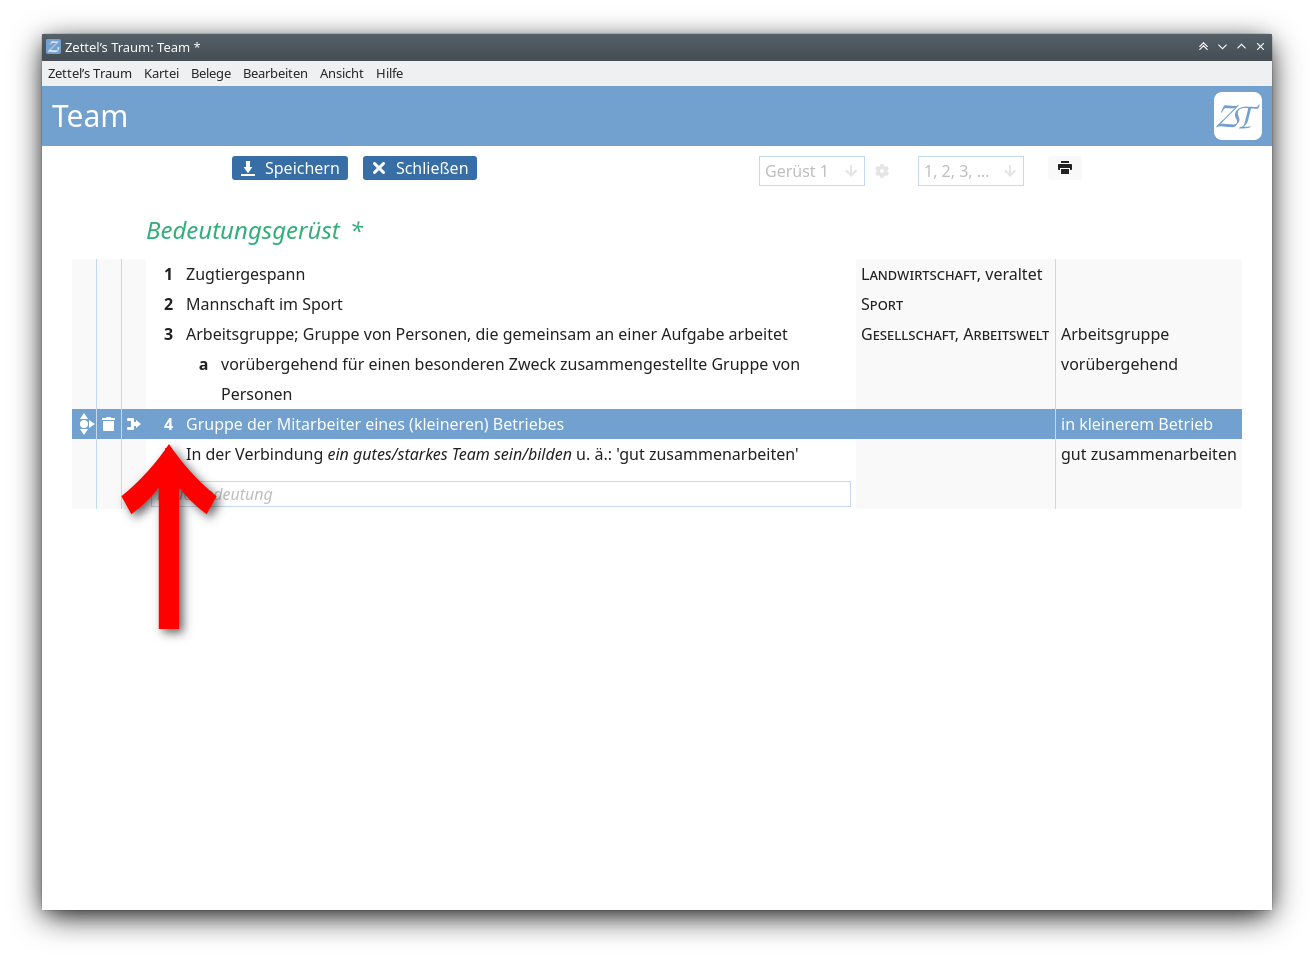 Zettel’s Traum: Team *
Zettel’s Traum Kartei Belege Bearbeiten Ansicht Hilfe
Team
ZT
Speichern Schließen Gerüst 1 1, 2, 3, …
Bedeutungsgerüst *
1 Zugtiergespann Landwirtschaft, veraltet
2 Mannschaft im Sport Sport
3 Arbeitsgruppe; Gruppe von Personen, die gemeinsam an einer Aufgabe arbeitet Gesellschaft, Arbeitswelt Arbeitsgruppe
a vorübergehend für einen besonderen Zweck zusammengestellte Gruppe von vorübergehend
Personen
4 Gruppe der Mitarbeiter eines (kleineren) Betriebes in kleinerem Betrieb
In der Verbindung ein gutes/starkes Team sein/bilden u. ä.: 'gut zusammenarbeiten' gut zusammenarbeiten